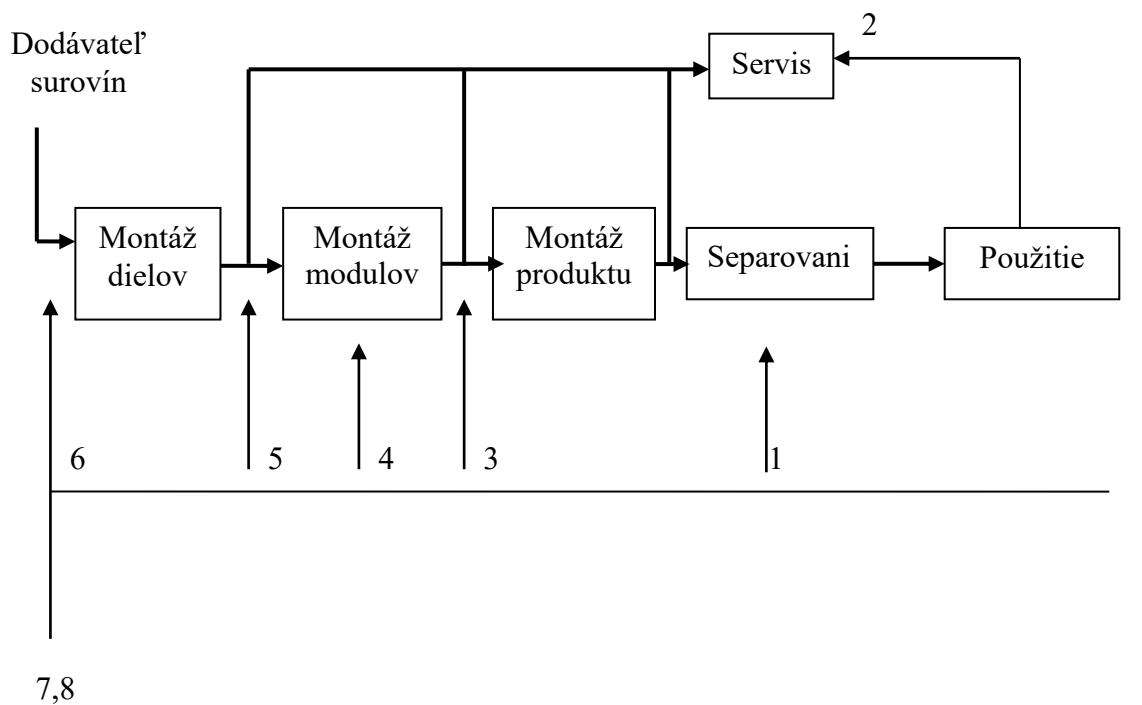 2
Dodávateľ
surovín
Servis
Montáž
dielov
Montáž
modulov
Montáž
produktu
Separovani
Použitie
6
5
4
3
1
7,8